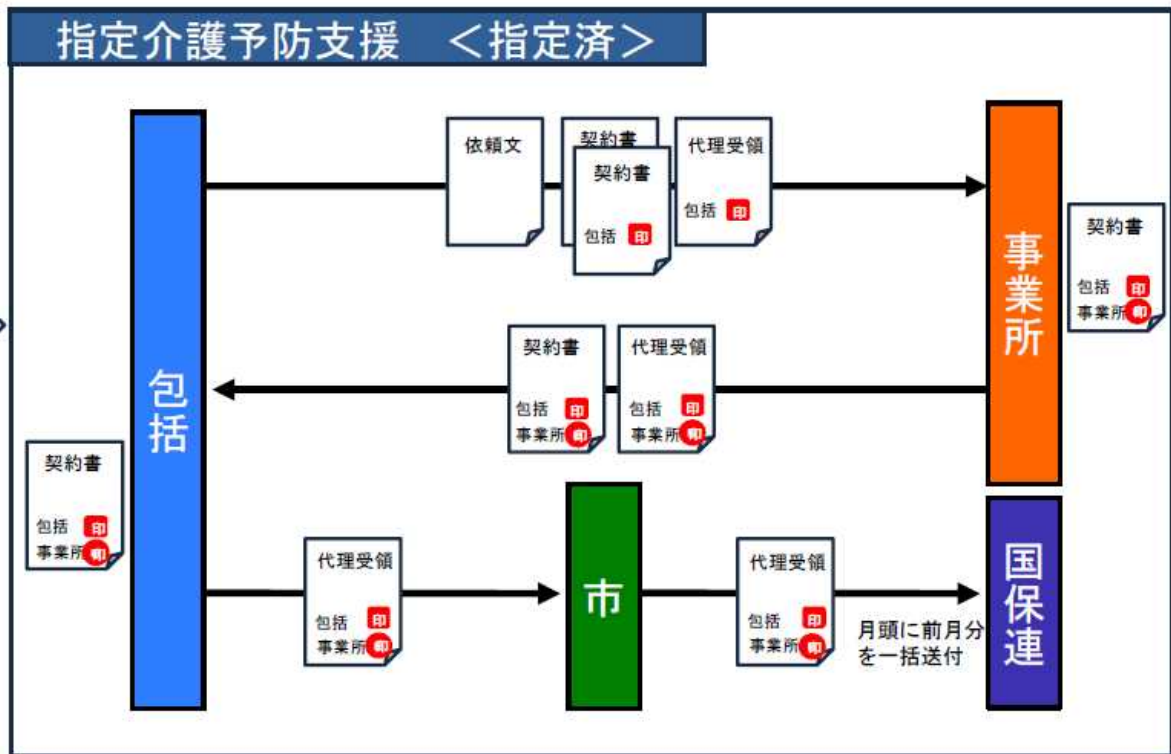 指定介護予防支援 ＜指定済＞
包括
依頼文
契約書
契約書
包括 印
代理受領
包括 印
事業所
契約書
包括 印
事業所 印
契約書
包括 印
事業所 印
代理受領
包括 印
事業所 印
契約書
包括 印
事業所 印
代理受領
包括 印
事業所 印
市
代理受領
包括 印
事業所 印
月頭に前月分
を一括送付
国保連